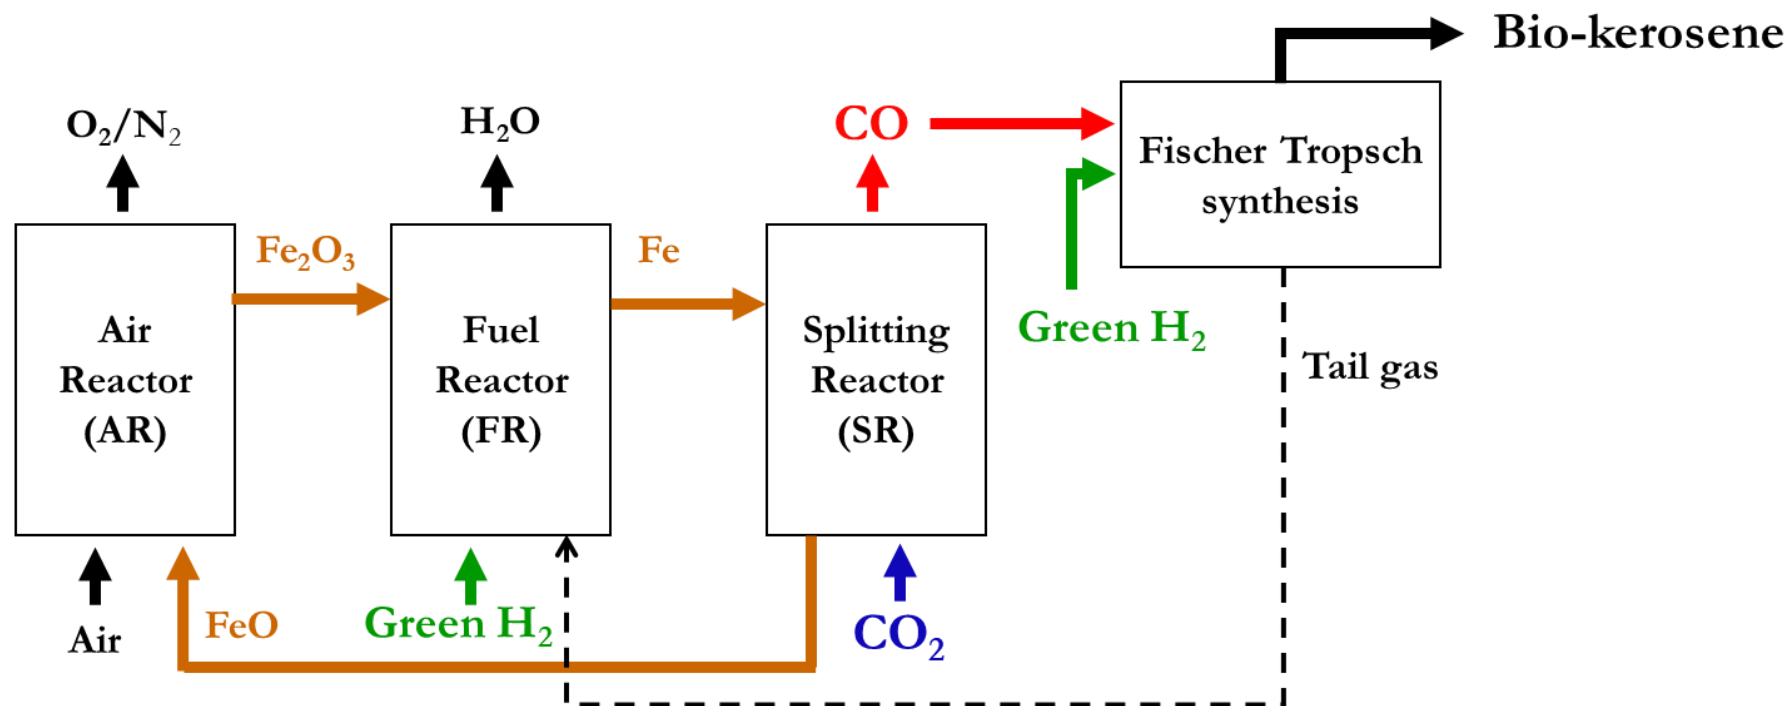 Bio-kerosene
O₂/N₂
H₂O
CO
Fischer Tropsch
synthesis
Fe₂O₃
Fe
Air
Reactor
(AR)
Fuel
Reactor
(FR)
Splitting
Reactor
(SR)
Green H₂
Tail gas
Air
FeO
Green H₂
CO₂